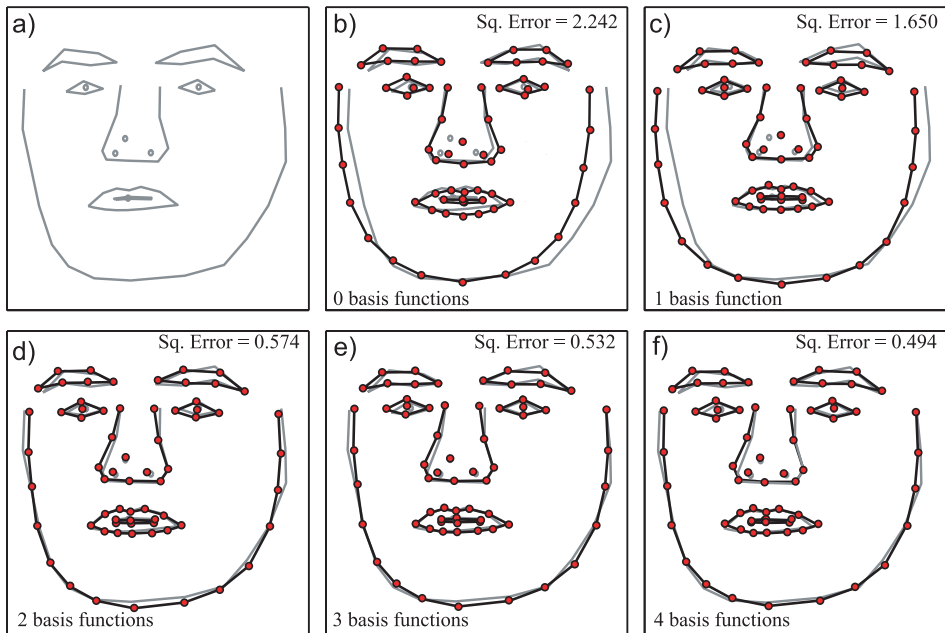 a)
b)
Sq. Error = 2.242
0 basis functions
c)
Sq. Error = 1.650
1 basis function
d)
Sq. Error = 0.574
2 basis functions
e)
Sq. Error = 0.532
3 basis functions
f)
Sq. Error = 0.494
4 basis functions